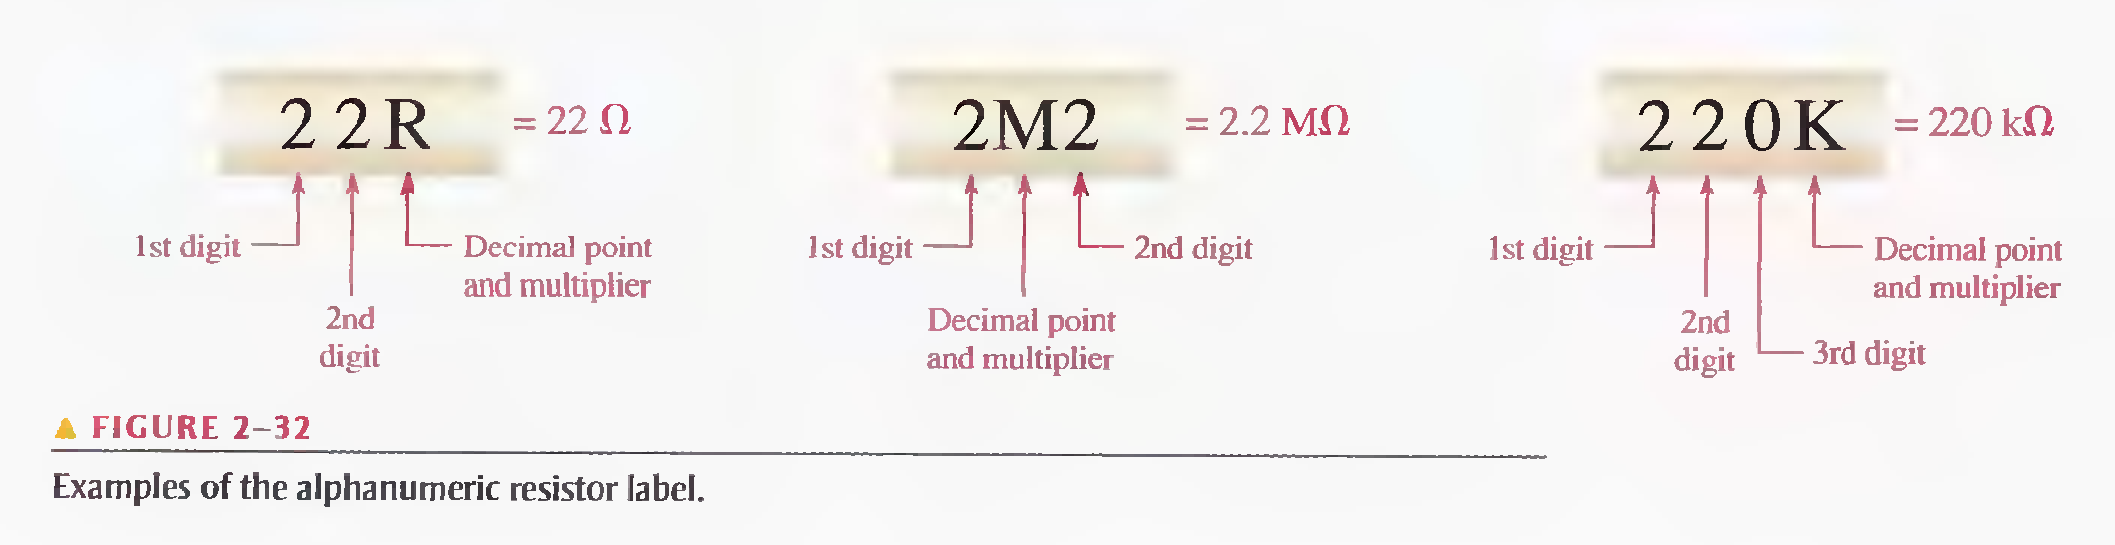 22R = 22 Ω
1st digit
2nd
digit
Decimal point
and multiplier
2M2 = 2.2 MΩ
1st digit
Decimal point
and multiplier
2nd digit
220K = 220 kΩ
1st digit
2nd
digit
3rd digit
Decimal point
and multiplier
FIGURE 2–32
Examples of the alphanumeric resistor label.